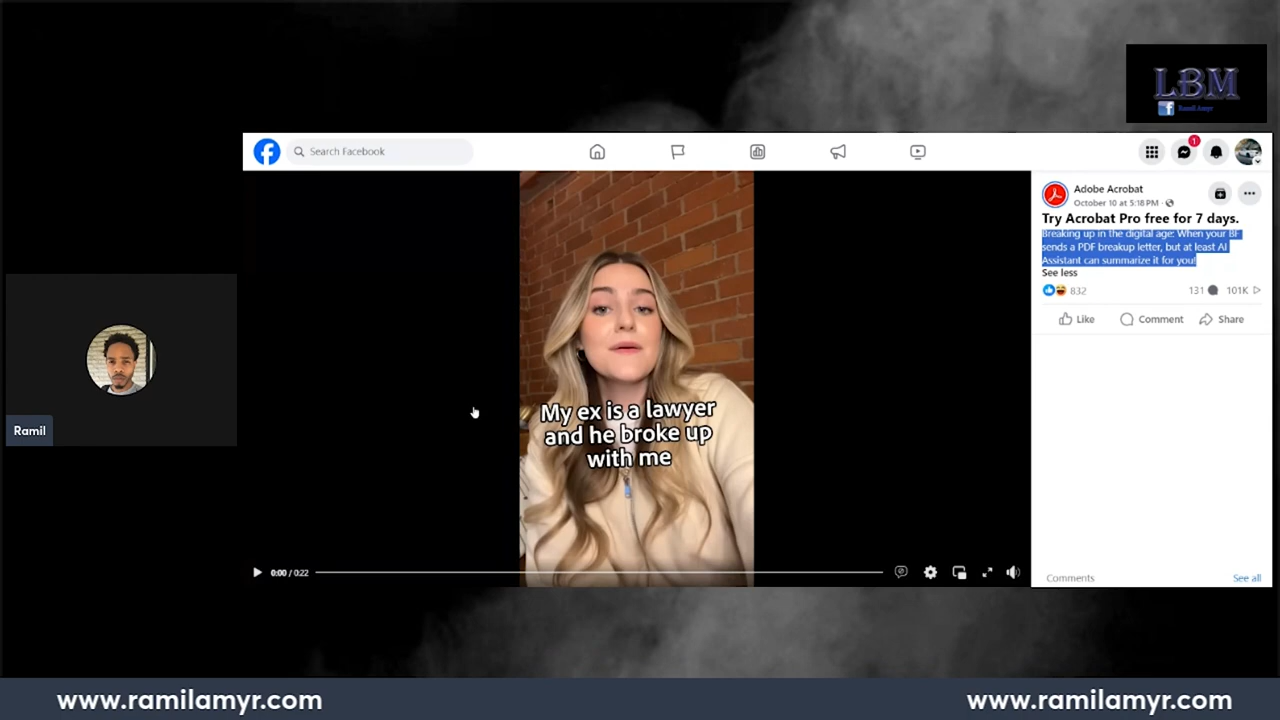 LBM
Ramil Amyr
Search Facebook
1
Adobe Acrobat
October 10 at 5:18 PM ·
Try Acrobat Pro free for 7 days.
Breaking up in the digital age: When your BF
sends a PDF breakup letter, but at least AI
Assistant can summarize it for you!
See less
832
131
101K
Like
Comment
Share
My ex is a lawyer
and he broke up
with me
Ramil
0:00 / 0:22
Comments
See all
www.ramilamyr.com
www.ramilamyr.com